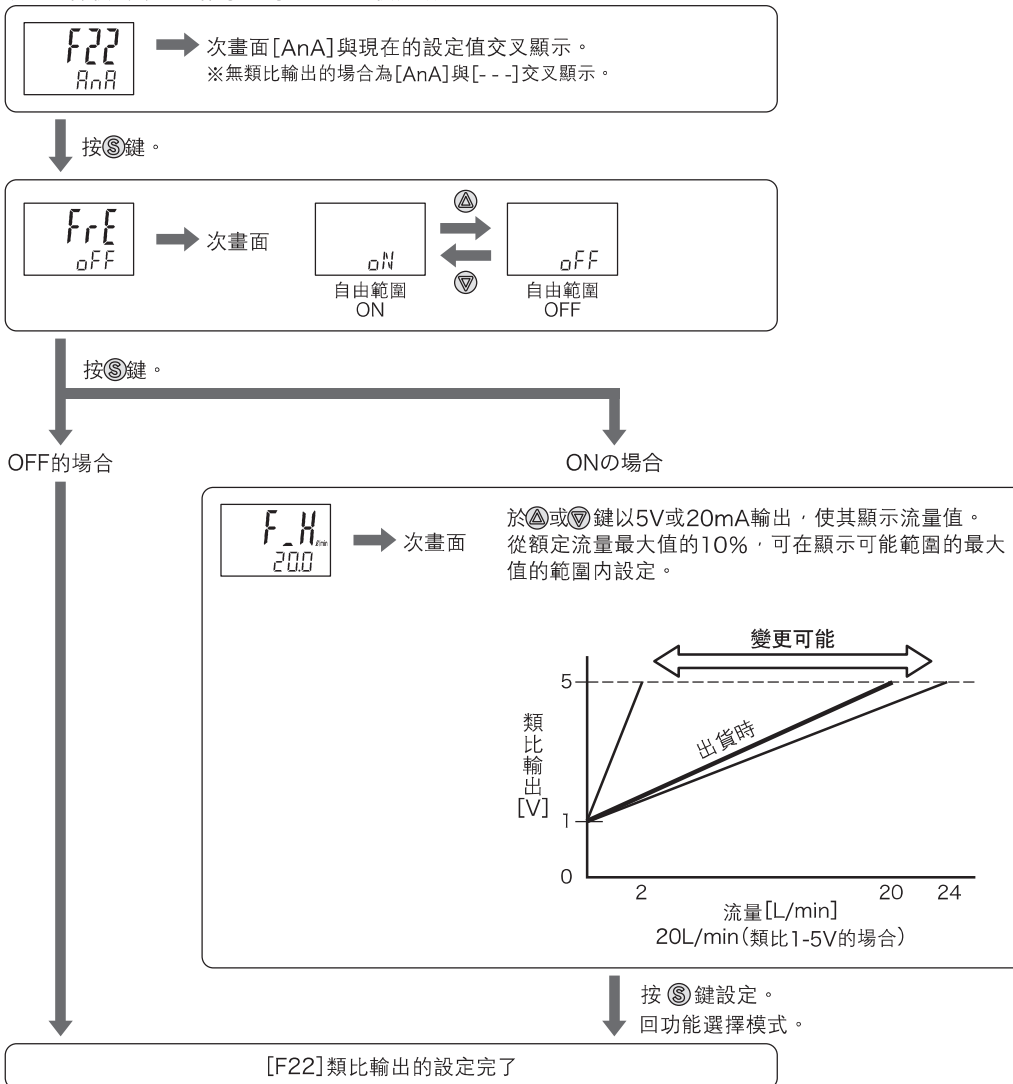 F22
AnA
次畫面[AnA]與現在的設定值交叉顯示。
※無類比輸出的場合為[AnA]與[- - -]交叉顯示。
按Ⓢ鍵。
FrE
oFF
次畫面
oN
自由範圍
ON
oFF
自由範圍
OFF
按Ⓢ鍵。
OFF的場合
ONの場合
F_H
20.0
次畫面
於△或▽鍵以5V或20mA輸出，使其顯示流量值。
從額定流量最大值的10%，可在顯示可能範圍的最大
值的範圍内設定。
變更可能
出貨時
類比輸出
[V]
5
1
0
2
20
24
流量[L/min]
20L/min(類比1-5V的場合)
按Ⓢ鍵設定。
回功能選擇模式。
[F22]類比輸出的設定完了